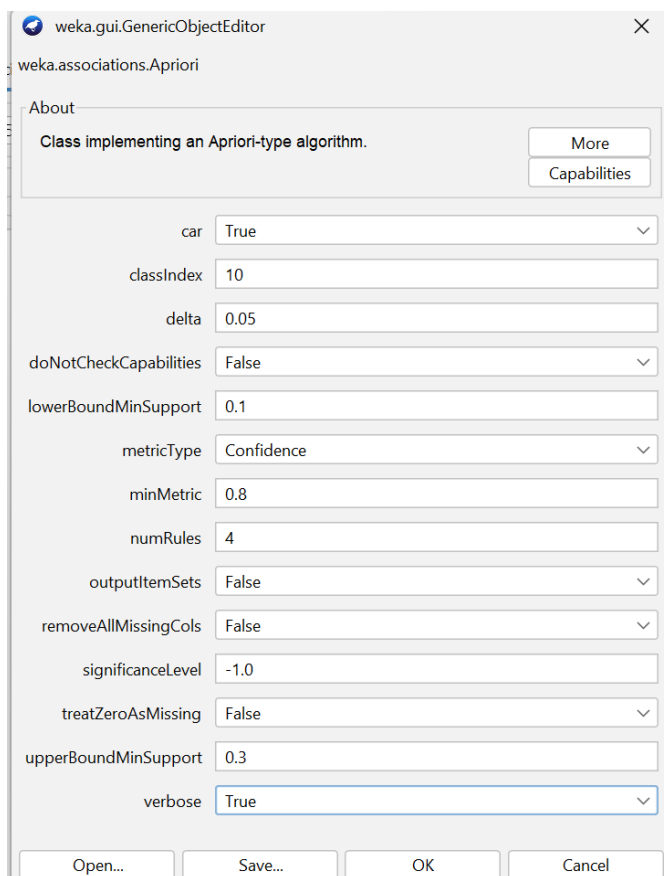 weka.gui.GenericObjectEditor
weka.associations.Apriori
About
Class implementing an Apriori-type algorithm.
More
Capabilities
car True
classIndex 10
delta 0.05
doNotCheckCapabilities False
lowerBoundMinSupport 0.1
metricType Confidence
minMetric 0.8
numRules 4
outputItemSets False
removeAllMissingCols False
significanceLevel -1.0
treatZeroAsMissing False
upperBoundMinSupport 0.3
verbose True
Open... Save... OK Cancel